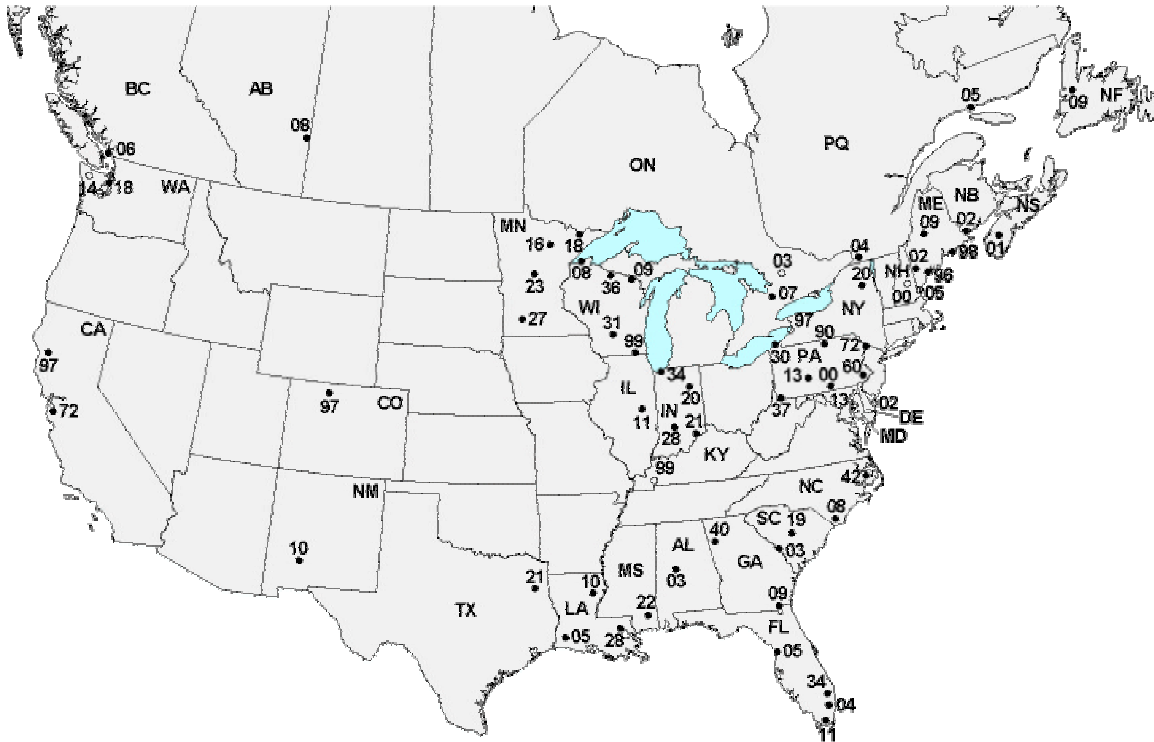 BC
AB
05
09
NF
08
PQ
06
ON
14
18
WA
ME
09
NB
02
NS
MN
16
18
01
98
04
03
02
08
09
NH
96
36
20
23
07
00
05
WI
NY
27
31
97
CA
90
99
72
97
30
PA
60
34
13
00
IL
20
CO
97
13
02
72
37
DE
11
IN
21
28
MD
KY
99
42
NM
NC
08
SC
19
40
10
AL
03
MS
GA
21
10
03
09
TX
LA
22
FL
05
28
05
34
04
11